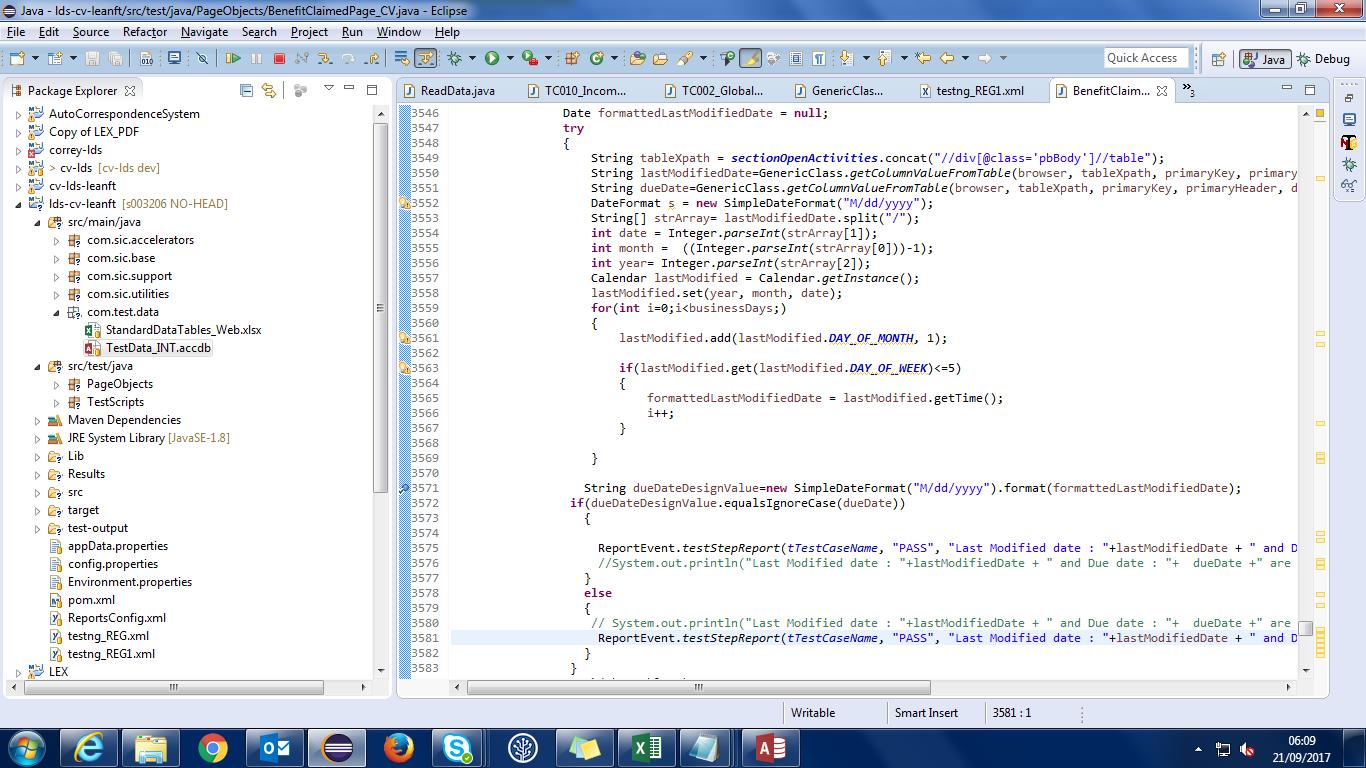 Java - lds-cv-leanft/src/test/java/PageObjects/BenefitClaimedPage_CV.java - Eclipse
File Edit Source Refactor Navigate Search Project Run Window Help
Quick Access
Java
Debug
Package Explorer
ReadData.java
TC010_Incom...
TC002_Global...
GenericClas...
testng_REG1.xml
BenefitClaim...
3
AutoCorrespondenceSystem
Copy of LEX_PDF
correy-lds
> cv-lds [cv-lds dev]
cv-lds-leanft
lds-cv-leanft [s003206 NO-HEAD]
src/main/java
com.sic.accelerators
com.sic.base
com.sic.support
com.sic.utilities
com.test.data
StandardDataTables_Web.xlsx
TestData_INT.accdb
src/test/java
PageObjects
TestScripts
Maven Dependencies
JRE System Library [JavaSE-1.8]
Lib
Results
src
target
test-output
appData.properties
config.properties
Environment.properties
pom.xml
ReportsConfig.xml
testng_REG.xml
testng_REG1.xml
LEX
3546 Date formattedLastModifiedDate = null;
3547 try
3548 {
3549 String tableXpath = sectionOpenActivities.concat("//div[@class='pbBody']//table");
3550 String lastModifiedDate=GenericClass.getColumnValueFromTable(browser, tableXpath, primaryKey, primary
3551 String dueDate=GenericClass.getColumnValueFromTable(browser, tableXpath, primaryKey, primaryHeader, d
3552 DateFormat s = new SimpleDateFormat("M/dd/yyyy");
3553 String[] strArray= lastModifiedDate.split("/");
3554 int date = Integer.parseInt(strArray[1]);
3555 int month =  ((Integer.parseInt(strArray[0]))-1);
3556 int year= Integer.parseInt(strArray[2]);
3557 Calendar lastModified = Calendar.getInstance();
3558 lastModified.set(year, month, date);
3559 for(int i=0;i<businessDays;)
3560 {
3561 lastModified.add(lastModified.DAY_OF_MONTH, 1);
3562
3563 if(lastModified.get(lastModified.DAY_OF_WEEK)<=5)
3564 {
3565 formattedLastModifiedDate = lastModified.getTime();
3566 i++;
3567 }
3568
3569 }
3570
3571 String dueDateDesignValue=new SimpleDateFormat("M/dd/yyyy").format(formattedLastModifiedDate);
3572 if(dueDateDesignValue.equalsIgnoreCase(dueDate))
3573 {
3574
3575 ReportEvent.testStepReport(tTestCaseName, "PASS", "Last Modified date : "+lastModifiedDate + " and D
3576 //System.out.println("Last Modified date : "+lastModifiedDate + " and Due date : "+  dueDate +" are
3577 }
3578 else
3579 {
3580 // System.out.println("Last Modified date : "+lastModifiedDate + " and Due date : "+  dueDate +" are
3581 ReportEvent.testStepReport(tTestCaseName, "PASS", "Last Modified date : "+lastModifiedDate + " and D
3582 }
3583 }
Writable
Smart Insert
3581 : 1
06:09
21/09/2017